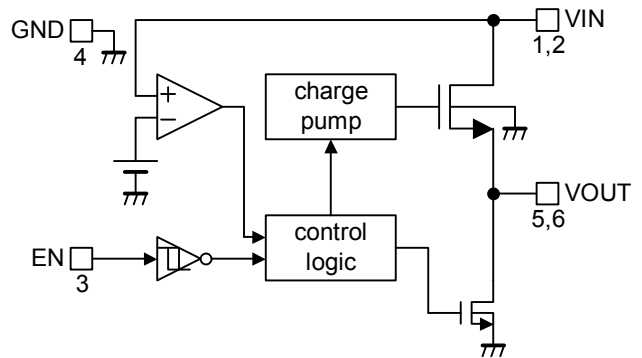 GND
4
VIN
1,2
+
−
charge
pump
VOUT
5,6
EN
3
control
logic